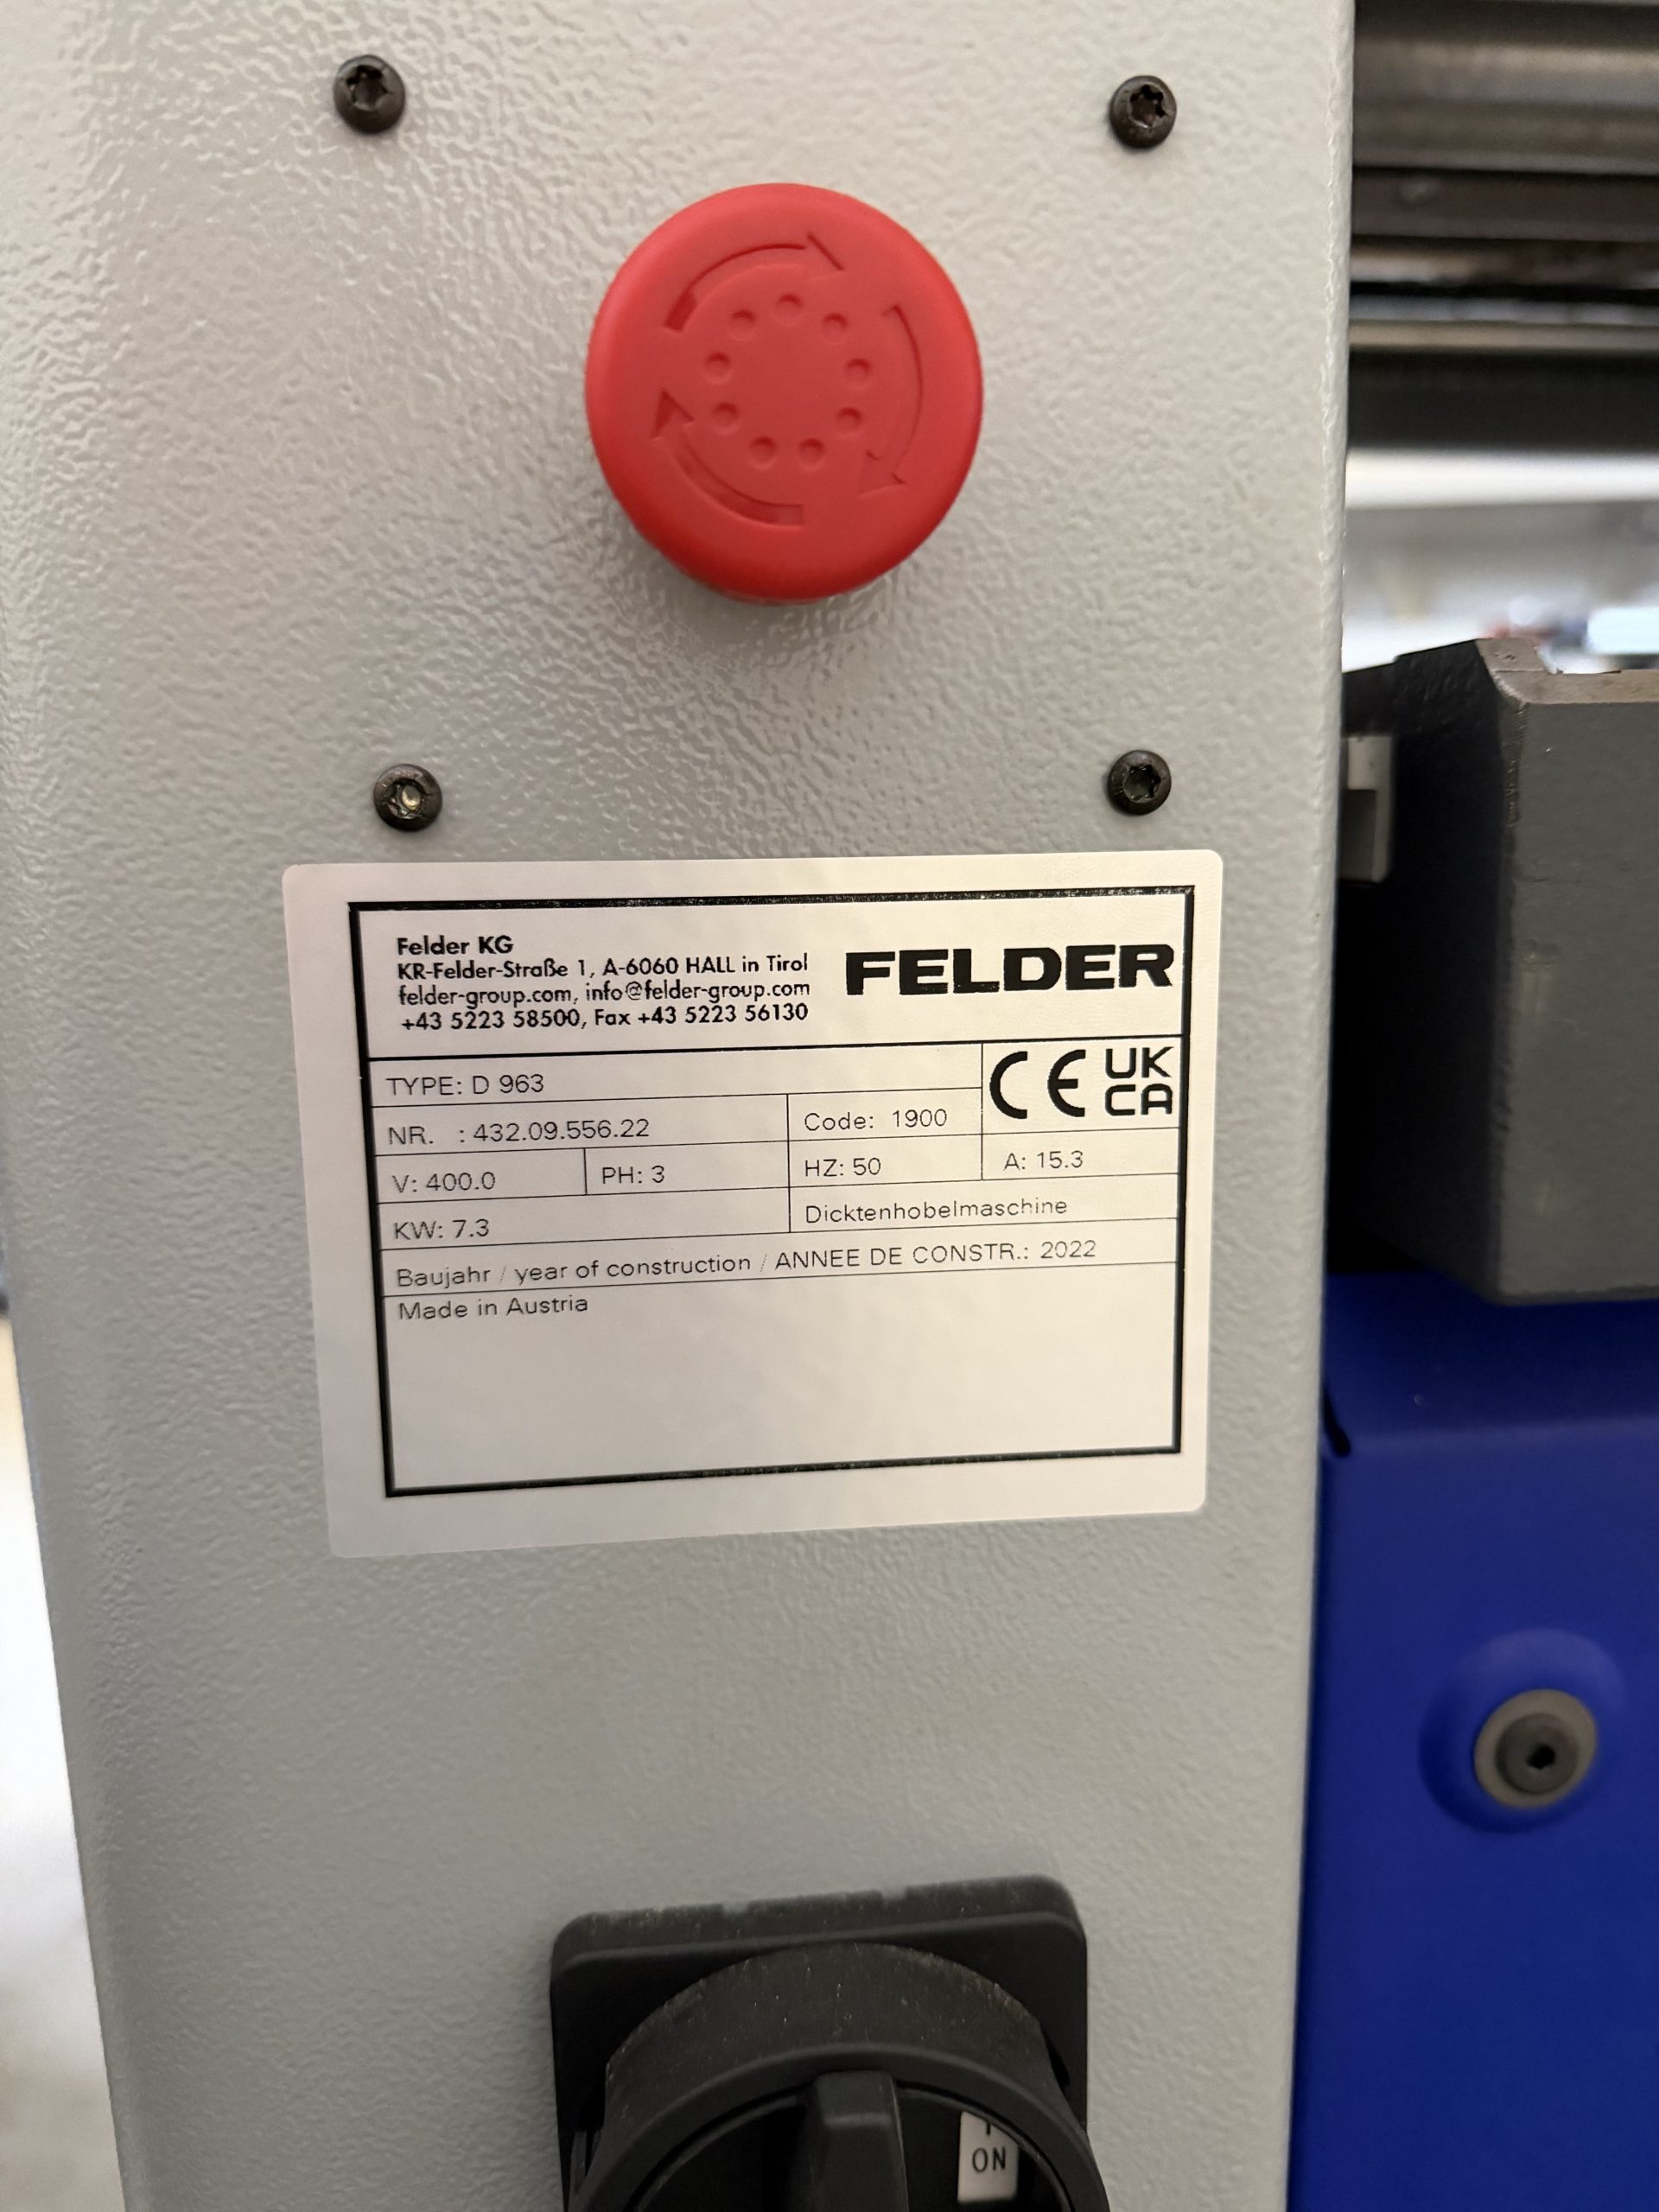 Felder KG
KR-Felder-Straße 1, A-6060 HALL in Tirol
felder-group.com, info@felder-group.com
+43 5223 58500, Fax +43 5223 56130
FELDER
TYPE: D 963
CE UK CA
NR. : 432.09.556.22
Code: 1900
V: 400.0
PH: 3
HZ: 50
A: 15.3
KW: 7.3
Dicktenhobelmaschine
Baujahr / year of construction / ANNEE DE CONSTR.: 2022
Made in Austria
I
ON